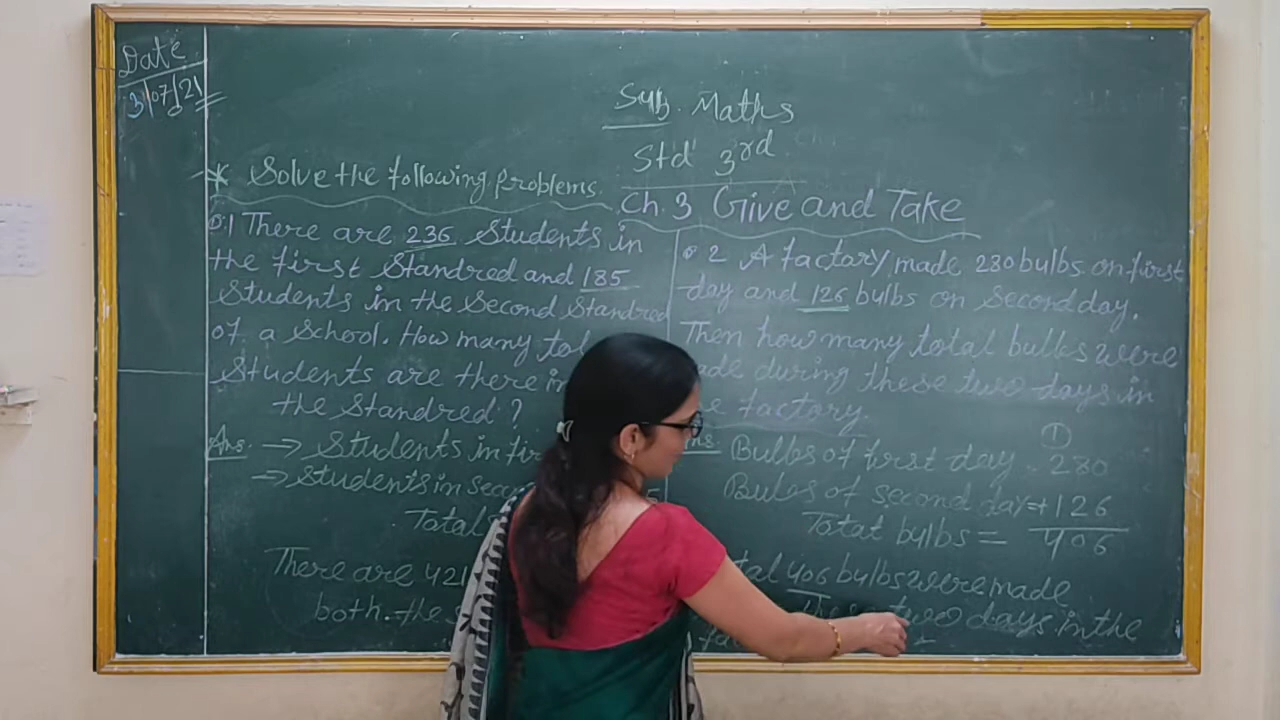 Date
3/07/21
Sub. Maths
Std 3rd
* Solve the following problems.
Ch. 3 Give and Take
Q.1 There are 236 Students in
the first Standred and 185
Students in the Second Standred
of a School. How many
Students are there in
the Standred ?
Ans. → Students in
→ Students in
Total
There are 421
both. the
Q 2 A factory made 280 bulbs on first
day and 126 bulbs on second day.
Then how many total bulbs were
during these two days in
factory.
Bulbs of first day 280
1
Bulbs of second day + 126
Total bulbs = 406
406 bulbs were made
two days in the